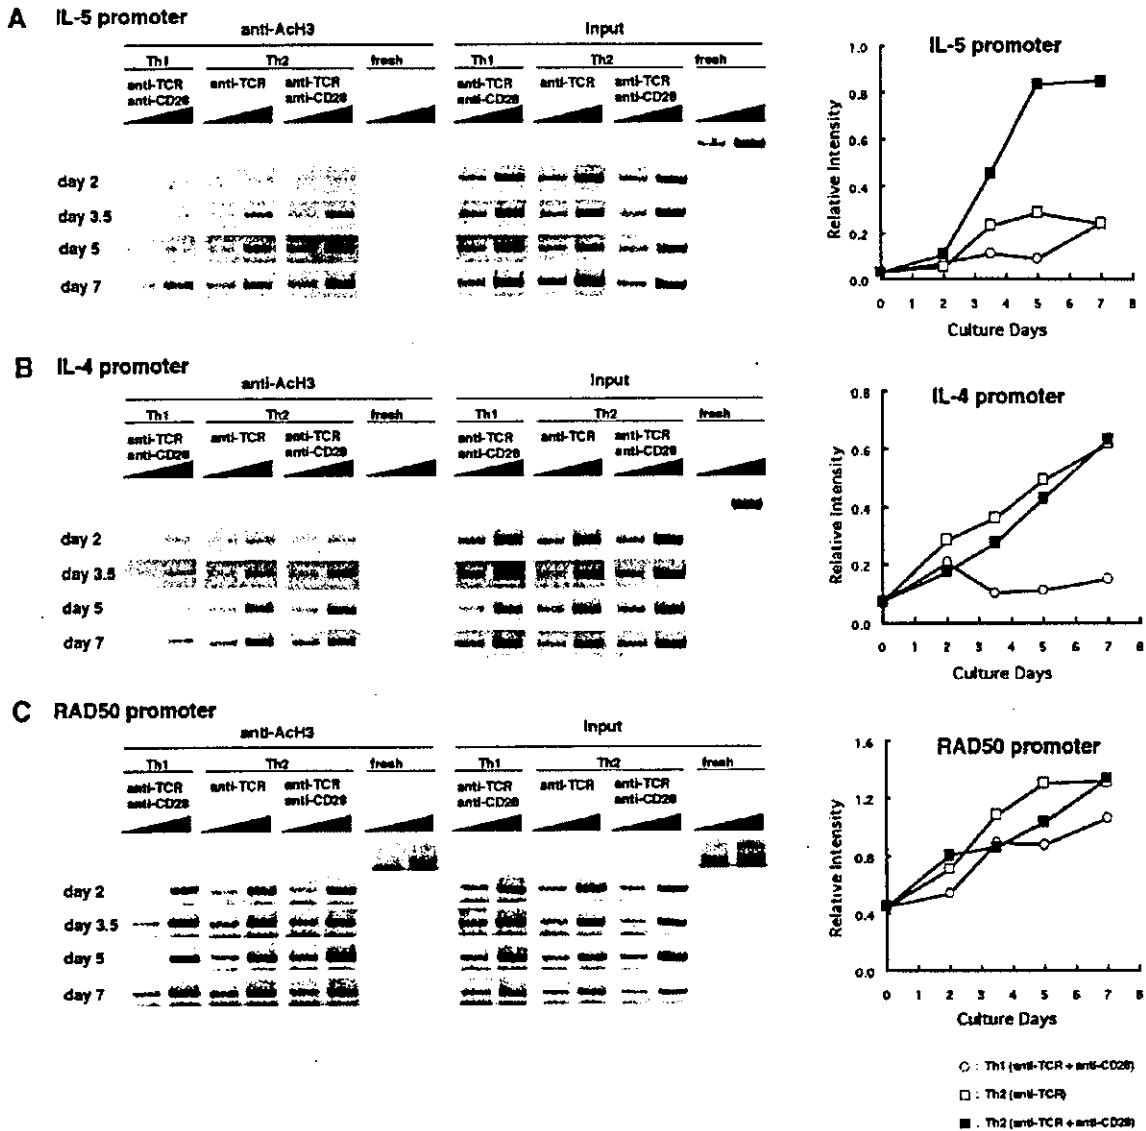 A IL-5 promoter
anti-AcH3
Input
Th1
Th2
fresh
Th1
Th2
fresh
anti-TCR
anti-CD28
anti-TCR
anti-TCR
anti-CD28
anti-TCR
anti-CD28
anti-TCR
anti-TCR
anti-CD28
day 2
day 3.5
day 5
day 7
IL-5 promoter
Relative Intensity
1.0
0.8
0.6
0.4
0.2
0.0
0 1 2 3 4 5 6 7 8
Culture Days
B IL-4 promoter
anti-AcH3
Input
Th1
Th2
fresh
Th1
Th2
fresh
anti-TCR
anti-CD28
anti-TCR
anti-TCR
anti-CD28
anti-TCR
anti-CD28
anti-TCR
anti-TCR
anti-CD28
day 2
day 3.5
day 5
day 7
IL-4 promoter
Relative Intensity
0.8
0.6
0.4
0.2
0.0
0 1 2 3 4 5 6 7 8
Culture Days
C RAD50 promoter
anti-AcH3
Input
Th1
Th2
fresh
Th1
Th2
fresh
anti-TCR
anti-CD28
anti-TCR
anti-TCR
anti-CD28
anti-TCR
anti-CD28
anti-TCR
anti-TCR
anti-CD28
day 2
day 3.5
day 5
day 7
RAD50 promoter
Relative Intensity
1.6
1.2
0.8
0.4
0.0
0 1 2 3 4 5 6 7 8
Culture Days
○ : Th1 (anti-TCR + anti-CD28)
□ : Th2 (anti-TCR)
■ : Th2 (anti-TCR + anti-CD28)